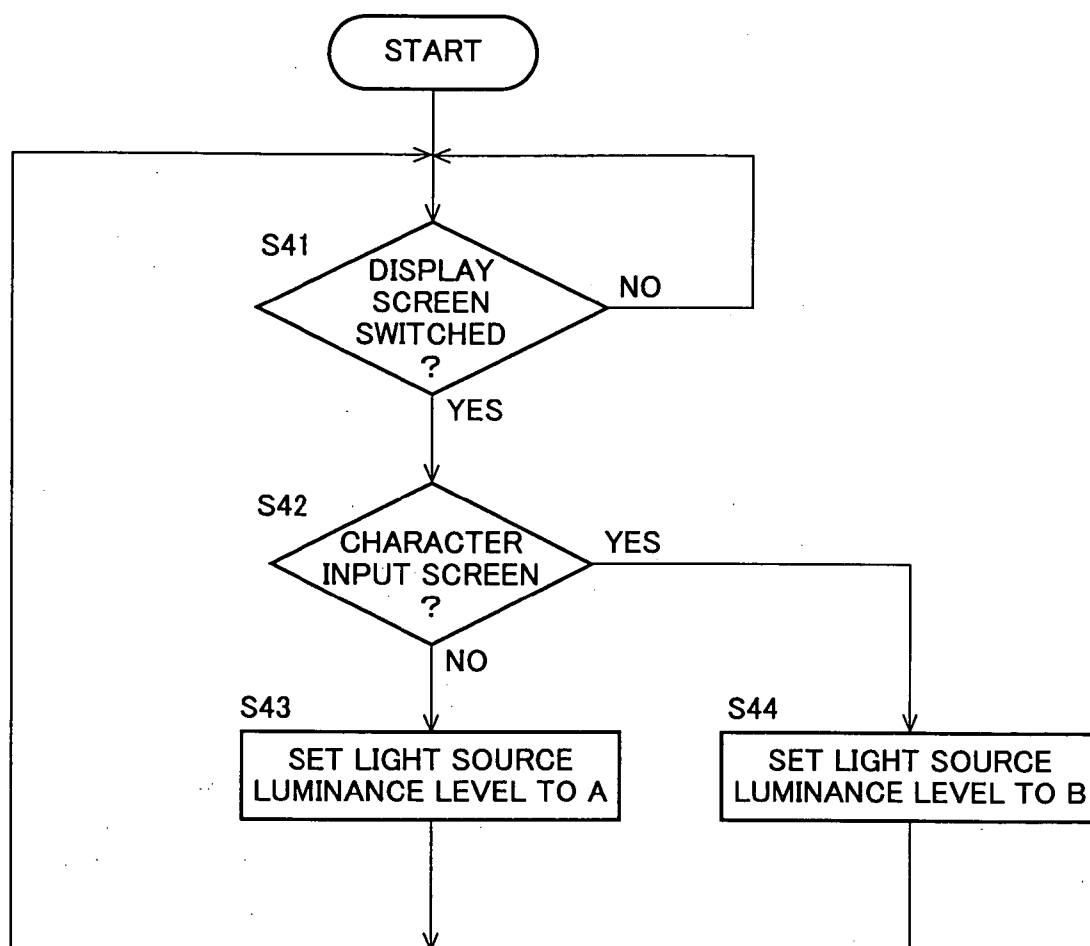 START
S41
DISPLAY
SCREEN
SWITCHED
?
NO
YES
S42
CHARACTER
INPUT SCREEN
?
YES
NO
S43
SET LIGHT SOURCE
LUMINANCE LEVEL TO A
S44
SET LIGHT SOURCE
LUMINANCE LEVEL TO B